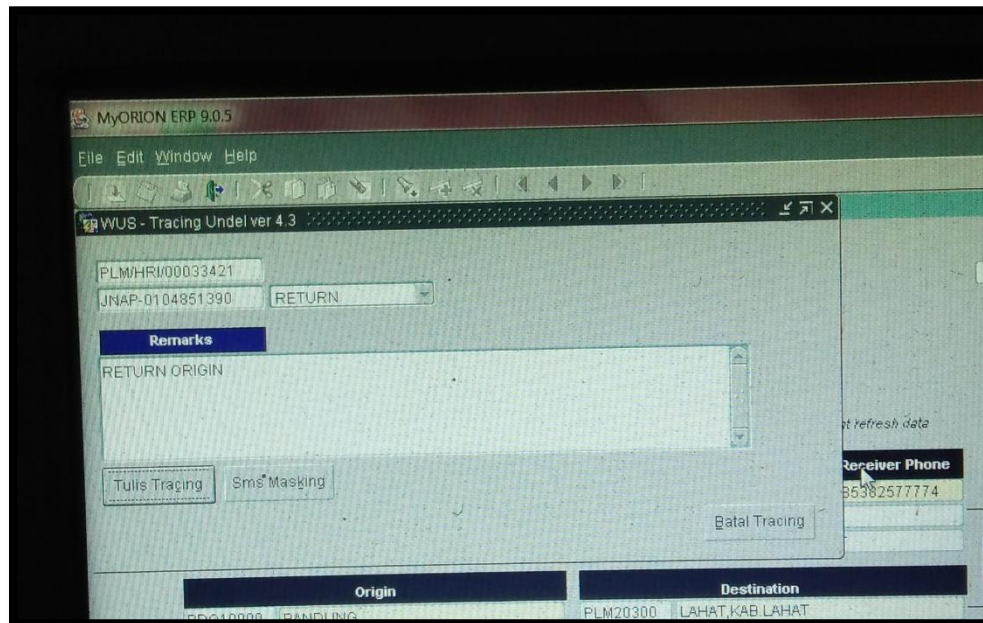 MyORION ERP 9.0.5
File Edit Window Help
WUS - Tracing Undel ver 4.3
PLM/HRI/00033421
JNAP-0104851390 RETURN
Remarks
RETURN ORIGIN
refresh data
Receiver Phone
85382577774
Tulis Tracing Sms Masking
Batal Tracing
Origin Destination
BANDUNG PLM20300 LAHAT,KAB.LAHAT